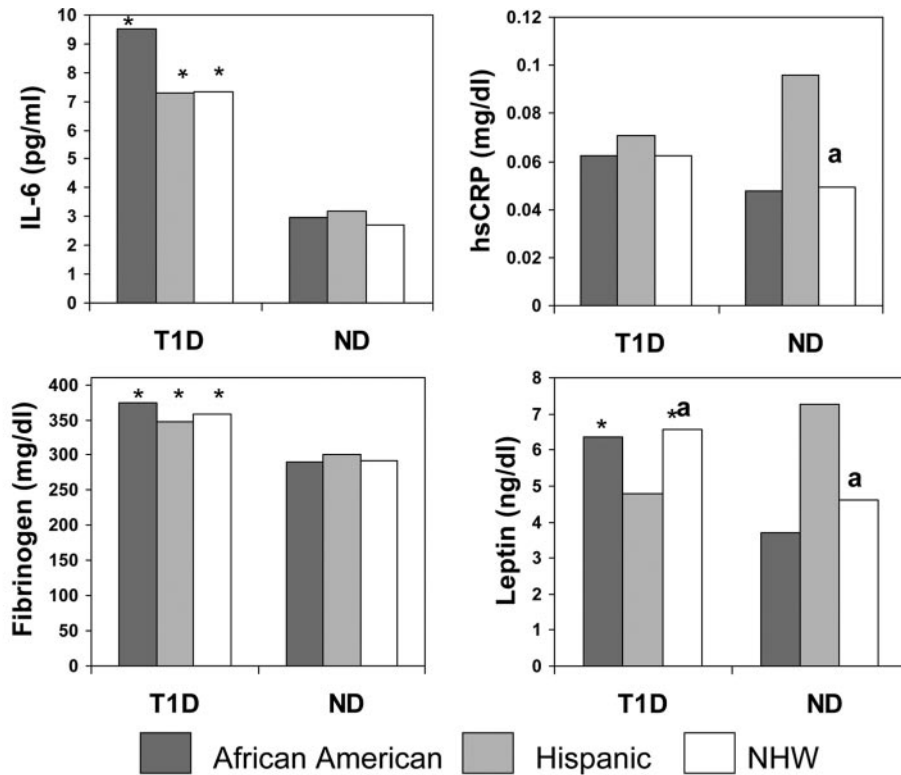 IL-6 (pg/ml)
10
9
8
7
6
5
4
3
2
1
0
*
* *
T1D ND
hsCRP (mg/dl)
0.12
0.1
0.08
0.06
0.04
0.02
0
a
T1D ND
Fibrinogen (mg/dl)
400
350
300
250
200
150
100
50
0
* * *
T1D ND
Leptin (ng/dl)
8
7
6
5
4
3
2
1
0
* *a
a
T1D ND
African American Hispanic NHW